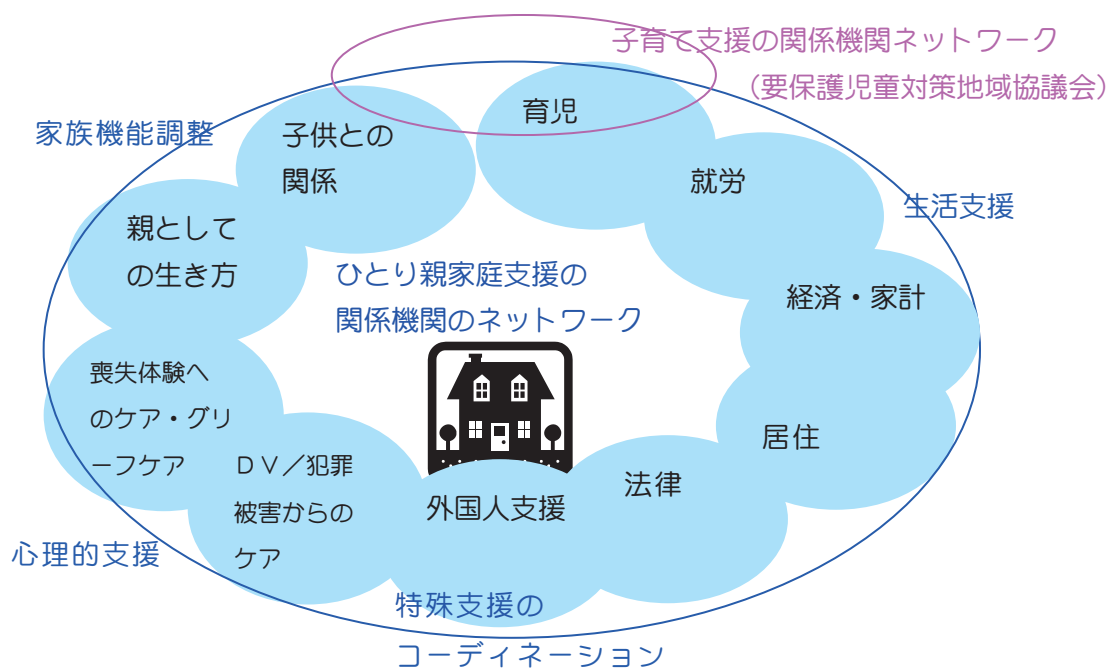 子育て支援の関係機関ネットワーク
（要保護児童対策地域協議会）
家族機能調整
子供との
関係
育児
就労
生活支援
親として
の生き方
ひとり親家庭支援の
関係機関のネットワーク
経済・家計
喪失体験へ
のケア・グリ
ーフケア
居住
ＤＶ／犯罪
被害からの
ケア
外国人支援
法律
心理的支援
特殊支援の
コーディネーション